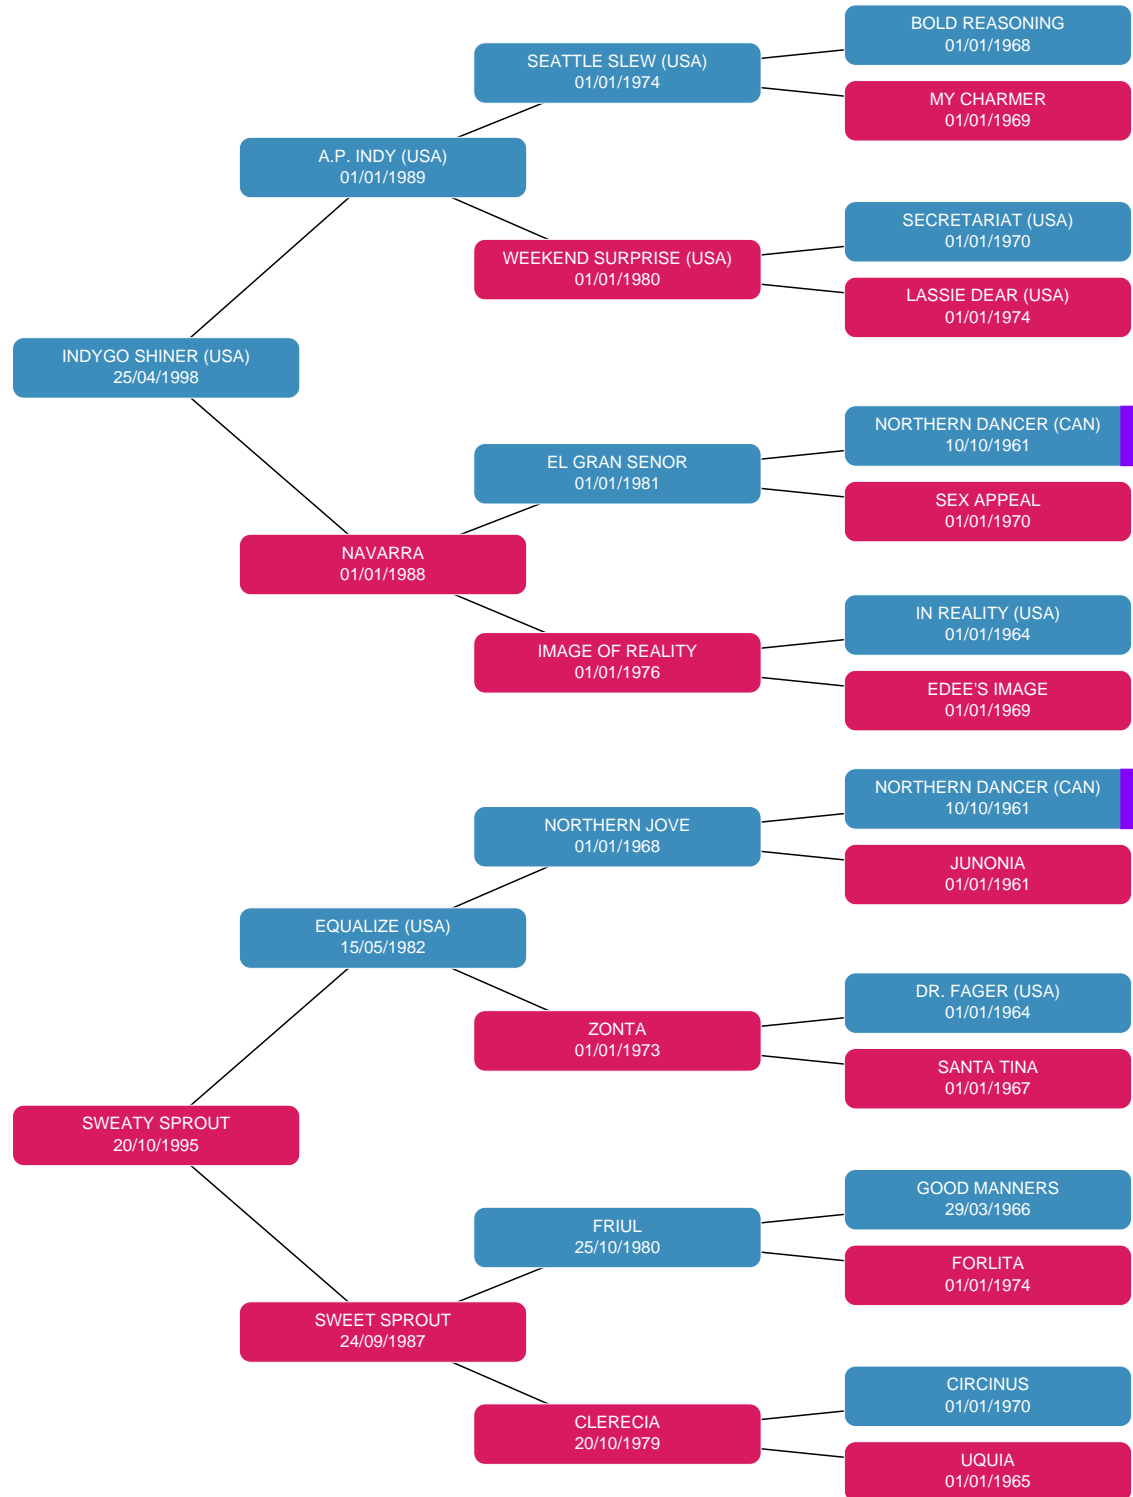 BOLD REASONING
01/01/1968
SEATTLE SLEW (USA)
01/01/1974
MY CHARMER
01/01/1969
A.P. INDY (USA)
01/01/1989
SECRETARIAT (USA)
01/01/1970
WEEKEND SURPRISE (USA)
01/01/1980
LASSIE DEAR (USA)
01/01/1974
INDYGO SHINER (USA)
25/04/1998
NORTHERN DANCER (CAN)
10/10/1961
EL GRAN SENOR
01/01/1981
SEX APPEAL
01/01/1970
NAVARRA
01/01/1988
IN REALITY (USA)
01/01/1964
IMAGE OF REALITY
01/01/1976
EDEE'S IMAGE
01/01/1969
NORTHERN DANCER (CAN)
10/10/1961
NORTHERN JOVE
01/01/1968
JUNONIA
01/01/1961
EQUALIZE (USA)
15/05/1982
DR. FAGER (USA)
01/01/1964
ZONTA
01/01/1973
SANTA TINA
01/01/1967
SWEATY SPROUT
20/10/1995
GOOD MANNERS
29/03/1966
FRIUL
25/10/1980
FORLITA
01/01/1974
SWEET SPROUT
24/09/1987
CIRCINUS
01/01/1970
CLERECIA
20/10/1979
UQUIA
01/01/1965